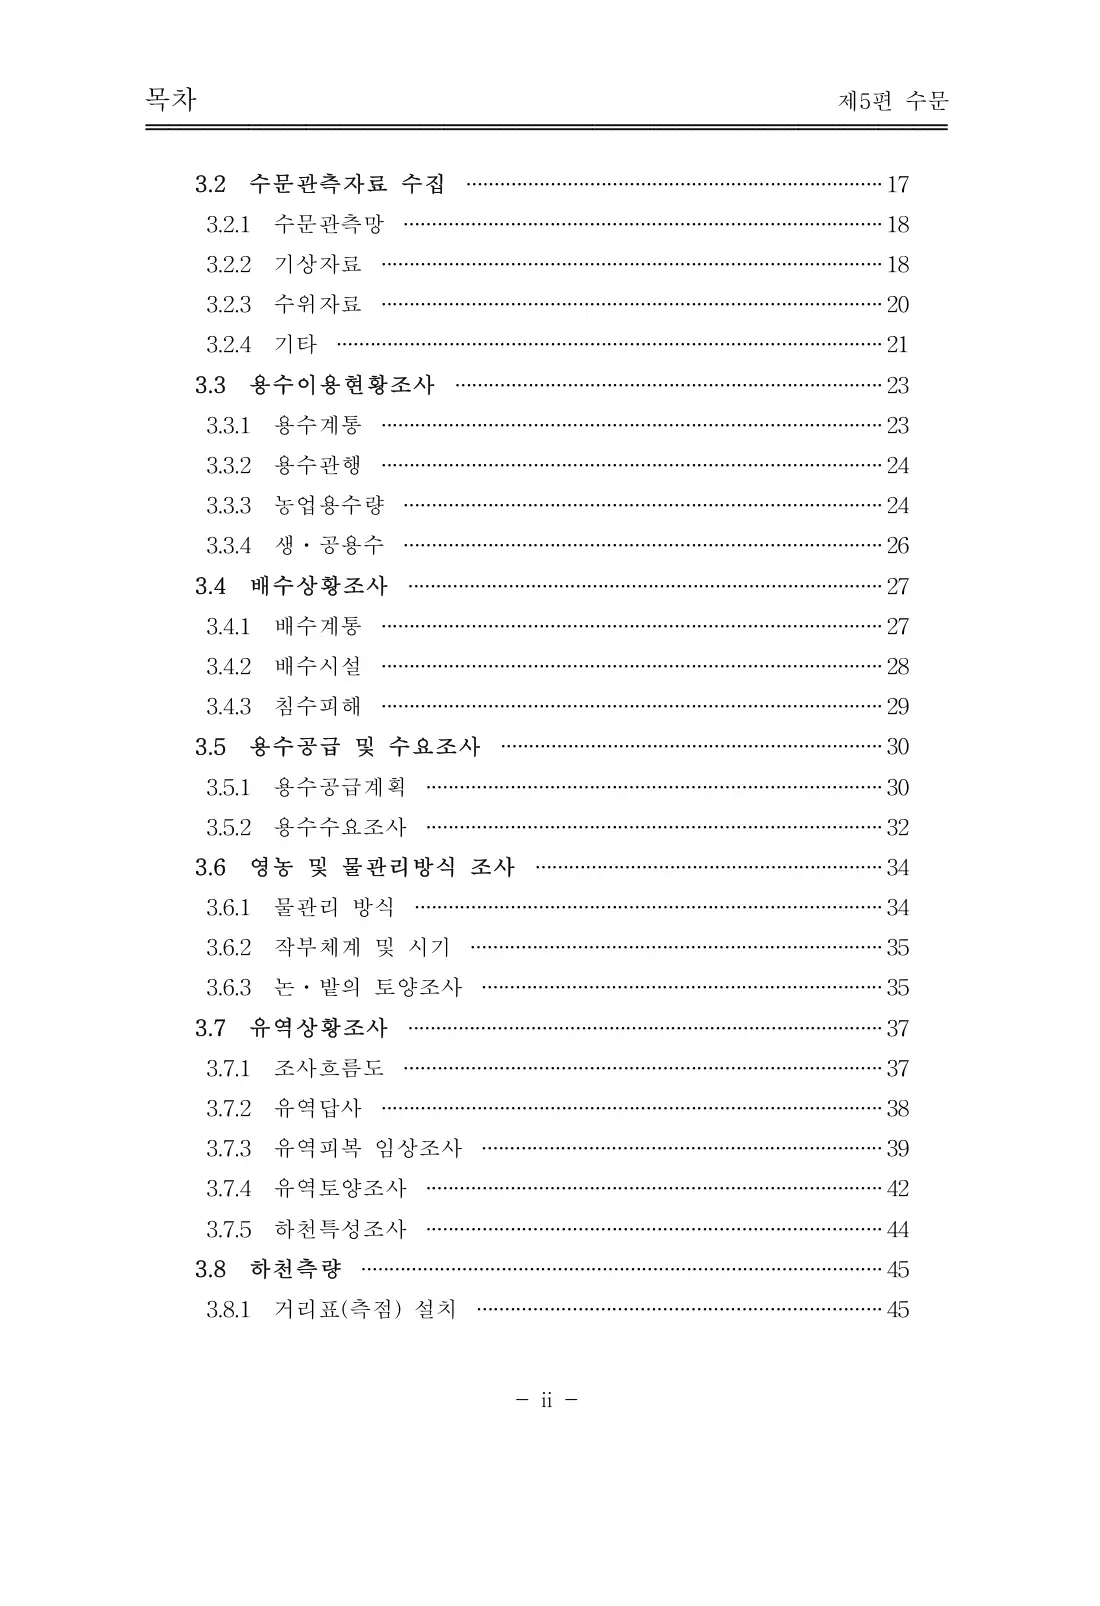 목차 제5편 수문
3.2 수문관측자료 수집 ······ 17
3.2.1 수문관측망 ······ 18
3.2.2 기상자료 ······ 18
3.2.3 수위자료 ······ 20
3.2.4 기타 ······ 21
3.3 용수이용현황조사 ······ 23
3.3.1 용수계통 ······ 23
3.3.2 용수관행 ······ 24
3.3.3 농업용수량 ······ 24
3.3.4 생·공용수 ······ 26
3.4 배수상황조사 ······ 27
3.4.1 배수계통 ······ 27
3.4.2 배수시설 ······ 28
3.4.3 침수피해 ······ 29
3.5 용수공급 및 수요조사 ······ 30
3.5.1 용수공급계획 ······ 30
3.5.2 용수수요조사 ······ 32
3.6 영농 및 물관리방식 조사 ······ 34
3.6.1 물관리 방식 ······ 34
3.6.2 작부체계 및 시기 ······ 35
3.6.3 논·밭의 토양조사 ······ 35
3.7 유역상황조사 ······ 37
3.7.1 조사흐름도 ······ 37
3.7.2 유역답사 ······ 38
3.7.3 유역피복 임상조사 ······ 39
3.7.4 유역토양조사 ······ 42
3.7.5 하천특성조사 ······ 44
3.8 하천측량 ······ 45
3.8.1 거리표(측점) 설치 ······ 45
- ii -